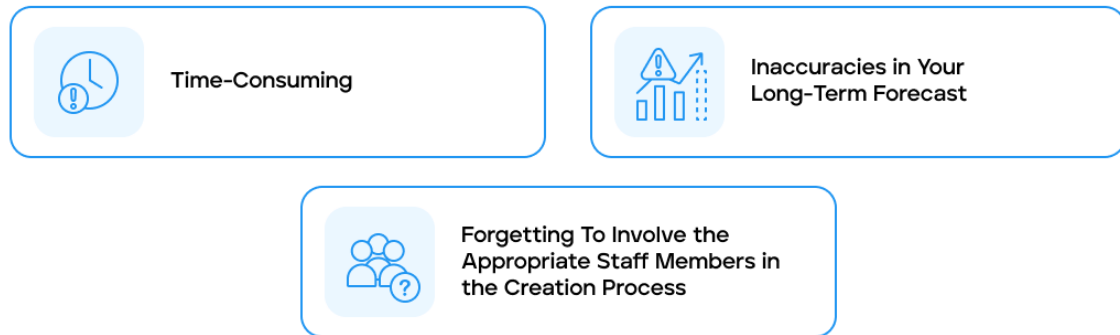 Time-Consuming
Inaccuracies in Your
Long-Term Forecast
Forgetting To Involve the
Appropriate Staff Members in
the Creation Process
?